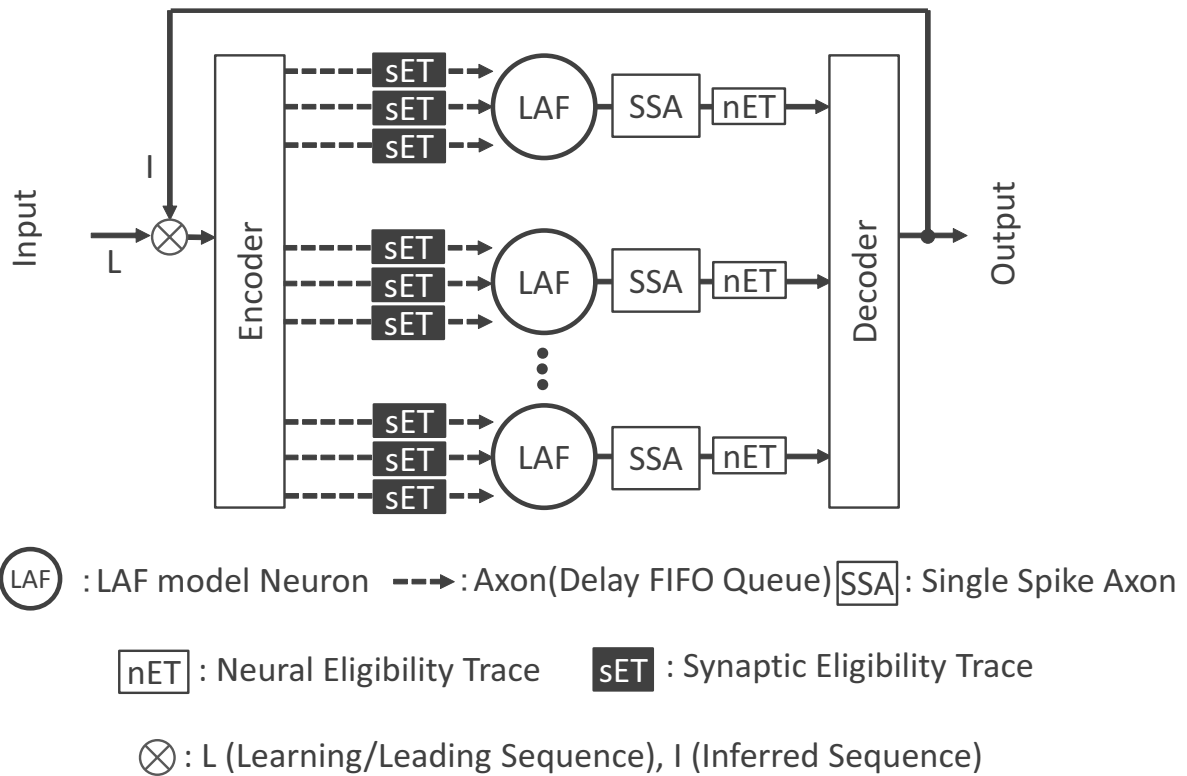 I
Input
L
Encoder
sET
sET
sET
LAF
SSA
nET
sET
sET
sET
LAF
SSA
nET
sET
sET
sET
LAF
SSA
nET
Decoder
Output
LAF : LAF model Neuron : Axon(Delay FIFO Queue) SSA : Single Spike Axon
nET : Neural Eligibility Trace sET : Synaptic Eligibility Trace
: L (Learning/Leading Sequence), I (Inferred Sequence)